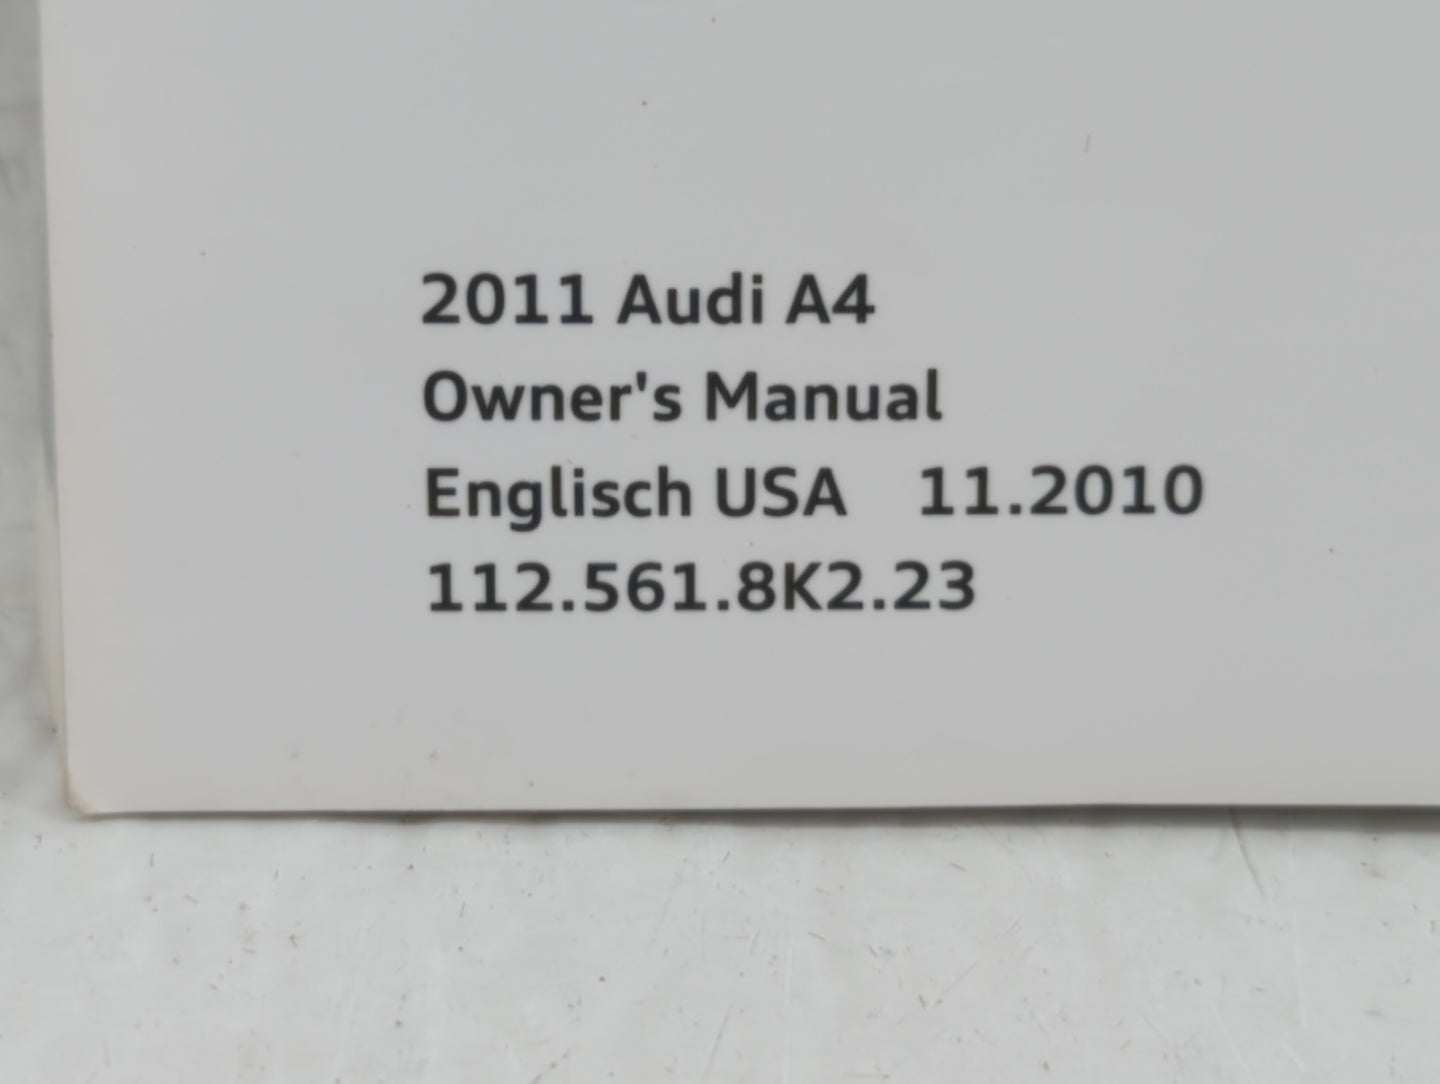 2011 Audi A4
Owner's Manual
Englisch USA 11.2010
112.561.8K2.23